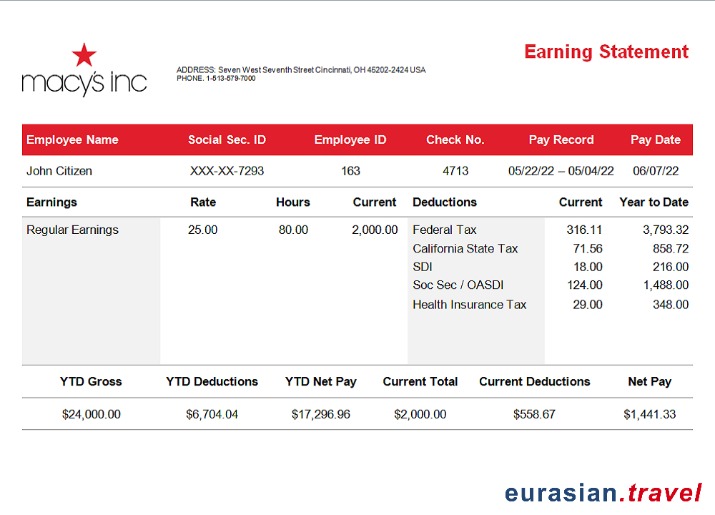 macy's inc
ADDRESS: Seven West Seventh Street Cincinnati, OH 45202-2424 USA
PHONE. 1-513-579-7000
Earning Statement
Employee Name Social Sec. ID Employee ID Check No. Pay Record Pay Date
John Citizen XXX-XX-7293 163 4713 05/22/22 – 05/04/22 06/07/22
Earnings Rate Hours Current Deductions Current Year to Date
Regular Earnings 25.00 80.00 2,000.00 Federal Tax 316.11 3,793.32
California State Tax 71.56 858.72
SDI 18.00 216.00
Soc Sec / OASDI 124.00 1,488.00
Health Insurance Tax 29.00 348.00
YTD Gross YTD Deductions YTD Net Pay Current Total Current Deductions Net Pay
$24,000.00 $6,704.04 $17,296.96 $2,000.00 $558.67 $1,441.33
eurasian.travel